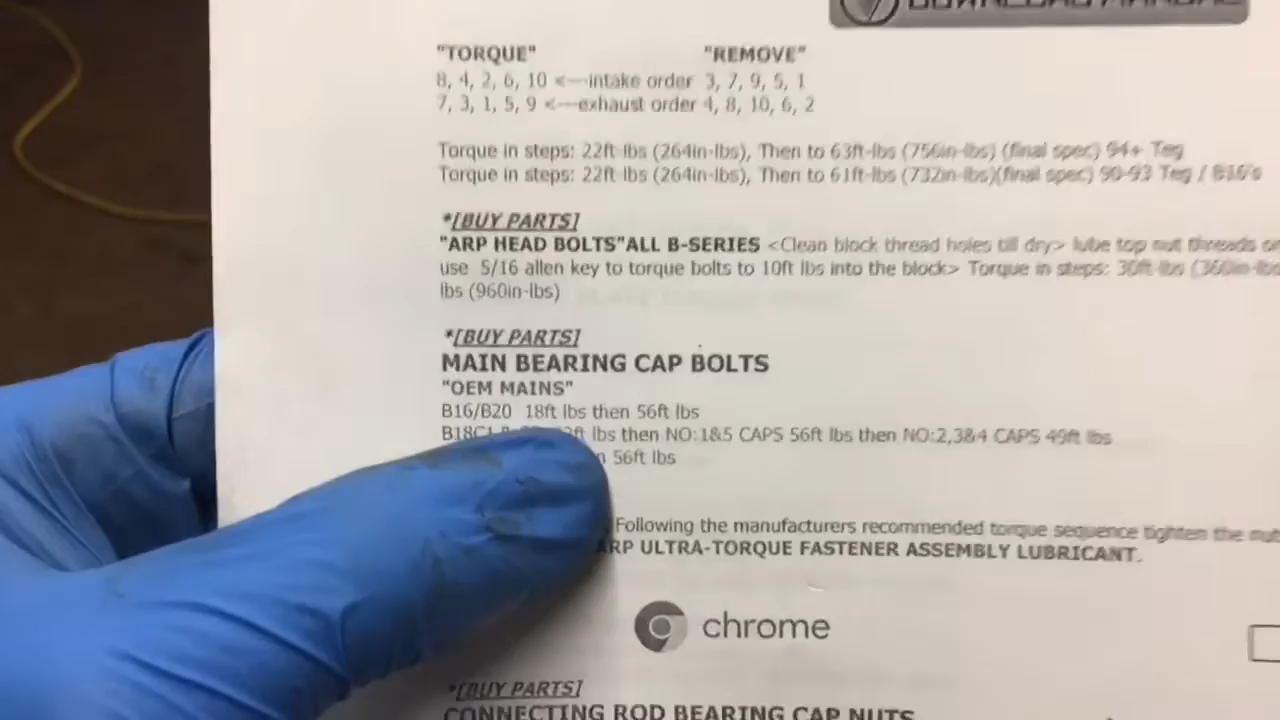 DOWNLOAD MANUAL
"TORQUE" "REMOVE"
8, 4, 2, 6, 10 <---intake order 3, 7, 9, 5, 1
7, 3, 1, 5, 9 <---exhaust order 4, 8, 10, 6, 2
Torque in steps: 22ft-lbs (264in-lbs), Then to 63ft-lbs (756in-lbs) (final spec) 94+ Teg
Torque in steps: 22ft-lbs (264in-lbs), Then to 61ft-lbs (732in-lbs)(final spec) 90-93 Teg / B16's
*[BUY PARTS]
"ARP HEAD BOLTS"ALL B-SERIES <Clean block thread holes till dry> lube top nut threads
use 5/16 allen key to torque bolts to 10ft lbs into the block> Torque in steps: 30ft-lbs
lbs (960in-lbs)
*[BUY PARTS]
MAIN BEARING CAP BOLTS
"OEM MAINS"
B16/B20 18ft lbs then 56ft lbs
lbs then NO:1&5 CAPS 56ft lbs then NO:2,3&4 CAPS 49ft lbs
56ft lbs
Following the manufacturers recommended torque sequence tighten the
ULTRA-TORQUE FASTENER ASSEMBLY LUBRICANT.
chrome
*[BUY PARTS]
CONNECTING ROD BEARING CAP NUTS